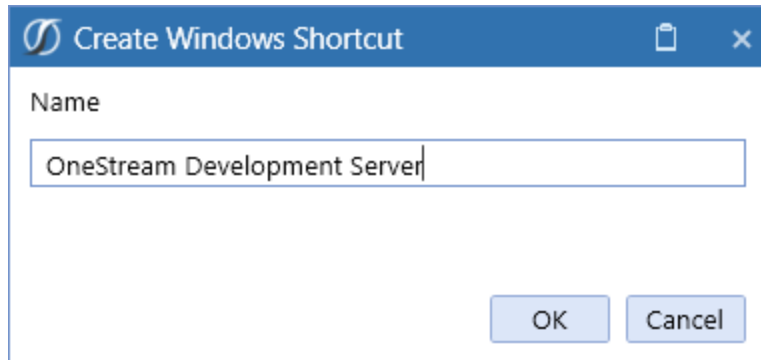 Create Windows Shortcut
Name
OneStream Development Server
OK Cancel